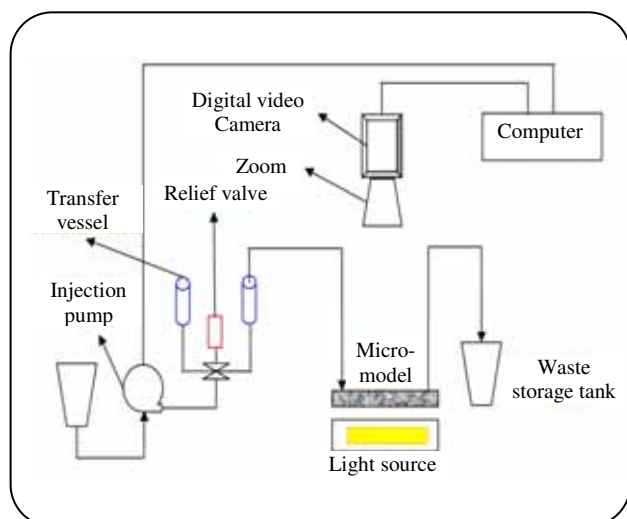 Digital video
Camera
Computer
Zoom
Relief valve
Transfer
vessel
Injection
pump
Micro-
model
Waste
storage tank
Light source